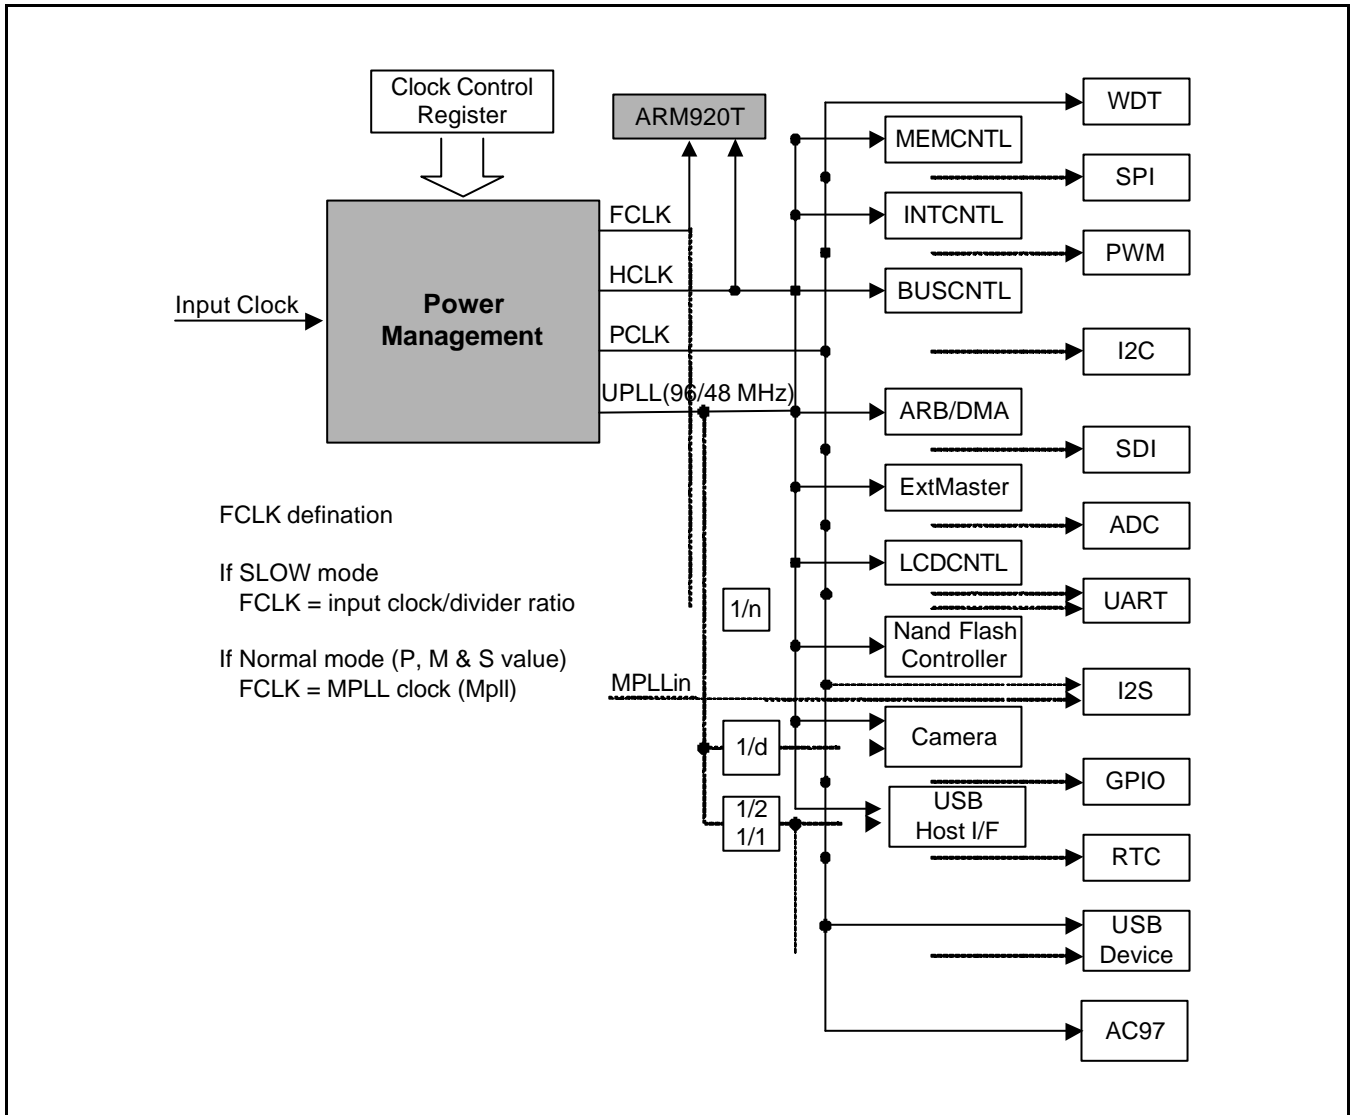 Clock Control
Register
ARM920T
WDT
MEMCNTL
SPI
FCLK
INTCNTL
PWM
HCLK
BUSCNTL
Input Clock
Power
Management
PCLK
I2C
UPLL(96/48 MHz)
ARB/DMA
SDI
ExtMaster
FCLK defination
ADC
LCDCNTL
If SLOW mode
FCLK = input clock/divider ratio
1/n
UART
Nand Flash
Controller
If Normal mode (P, M & S value)
FCLK = MPLL clock (Mpll)
MPLLin
I2S
1/d
Camera
GPIO
1/2
1/1
USB
Host I/F
RTC
USB
Device
AC97